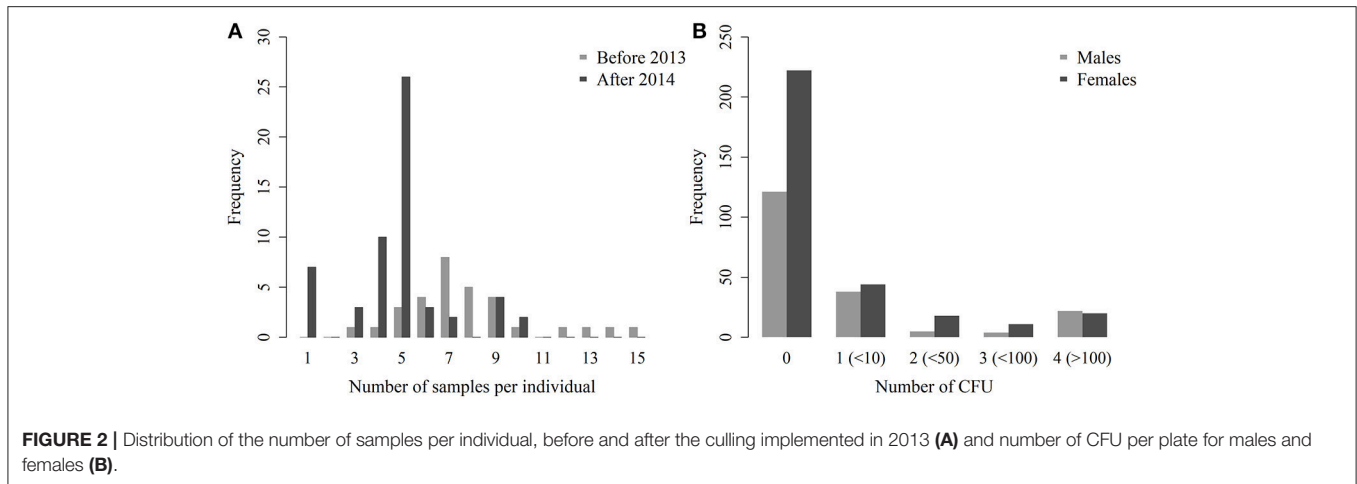 A
30
25
20
15
10
5
0
Frequency
Before 2013
After 2014
1 3 5 7 9 11 13 15
Number of samples per individual
B
250
200
150
100
50
0
Frequency
Males
Females
0 1 (<10) 2 (<50) 3 (<100) 4 (>100)
Number of CFU
FIGURE 2 | Distribution of the number of samples per individual, before and after the culling implemented in 2013 (A) and number of CFU per plate for males and
females (B).